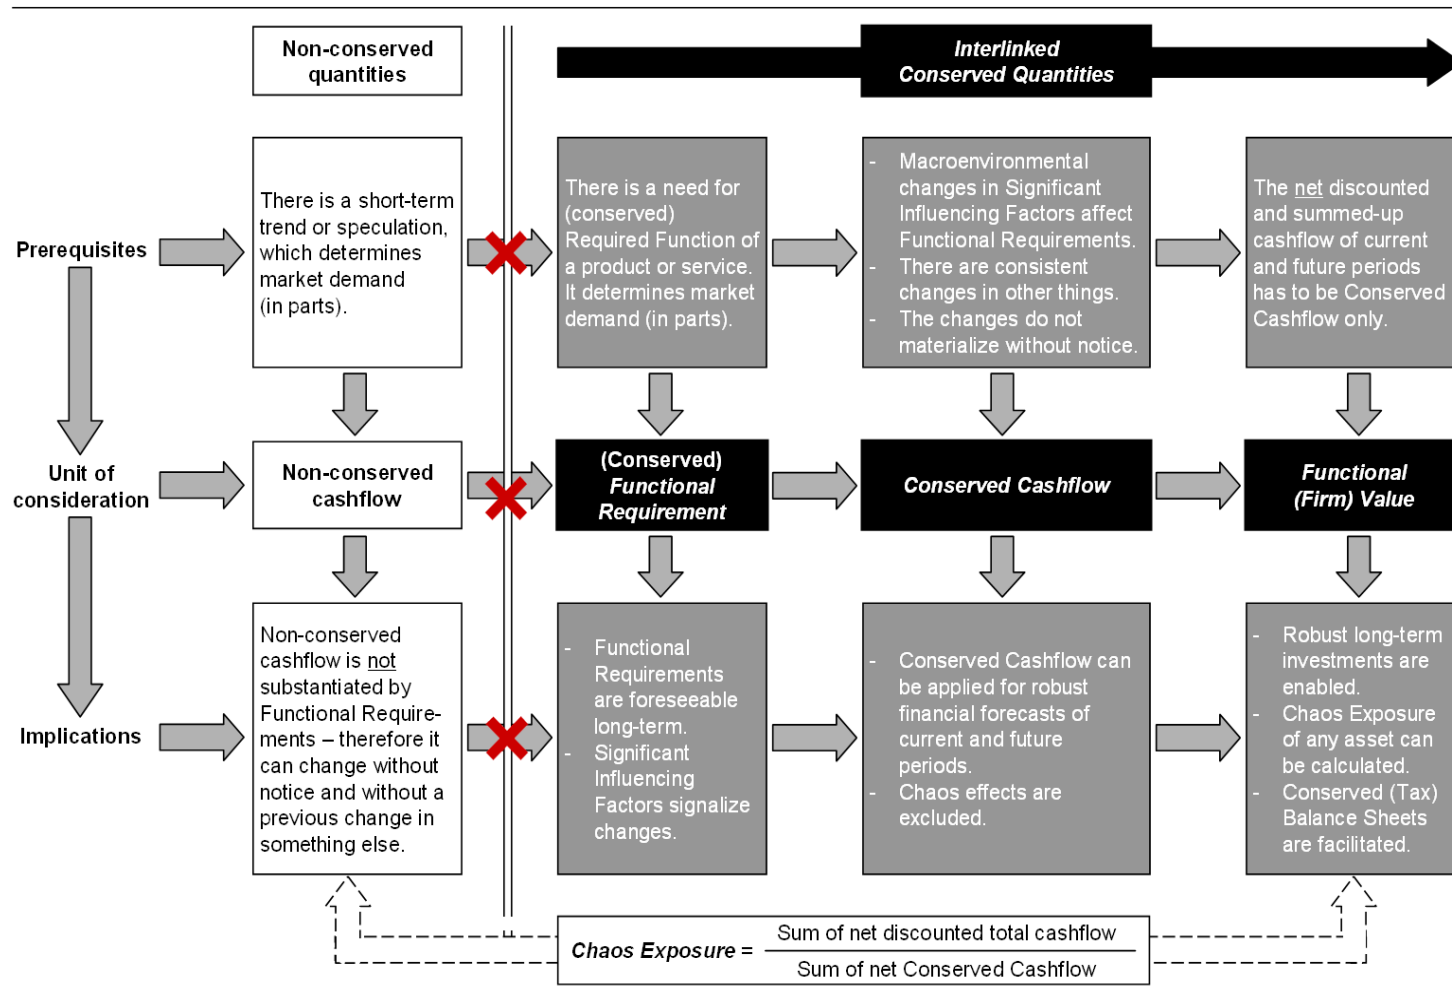 Non-conserved
quantities
Interlinked
Conserved Quantities
Prerequisites
There is a short-term
trend or speculation,
which determines
market demand
(in parts).
There is a need for
(conserved)
Required Function of
a product or service.
It determines market
demand (in parts).
- Macroenvironmental
changes in Significant
Influencing Factors affect
Functional Requirements.
- There are consistent
changes in other things.
- The changes do not
materialize without notice.
The net discounted
and summed-up
cashflow of current
and future periods
has to be Conserved
Cashflow only.
Unit of
consideration
Non-conserved
cashflow
(Conserved)
Functional
Requirement
Conserved Cashflow
Functional
(Firm) Value
Implications
Non-conserved
cashflow is not
substantiated by
Functional Require-
ments – therefore it
can change without
notice and without a
previous change in
something else.
- Functional
Requirements
are foreseeable
long-term.
- Significant
Influencing
Factors signalize
changes.
- Conserved Cashflow can
be applied for robust
financial forecasts of
current and future
periods.
- Chaos effects are
excluded.
- Robust long-term
investments are
enabled.
- Chaos Exposure
of any asset can
be calculated.
- Conserved (Tax)
Balance Sheets
are facilitated.
Chaos Exposure =
Sum of net discounted total cashflow
Sum of net Conserved Cashflow